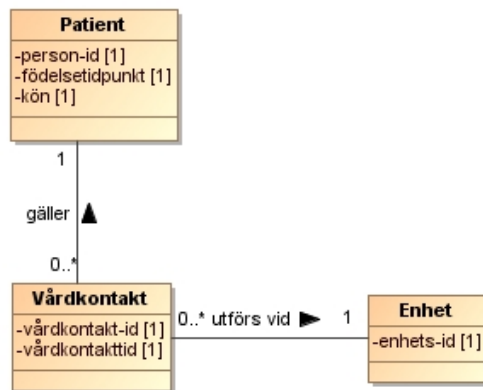 Patient
-person-id [1]
-födelsetidpunkt [1]
-kön [1]
1
gäller
0..*
Vårdkontakt
-vårdkontakt-id [1]
-vårdkontakttid [1]
0..* utförs vid 1
Enhet
-enhets-id [1]